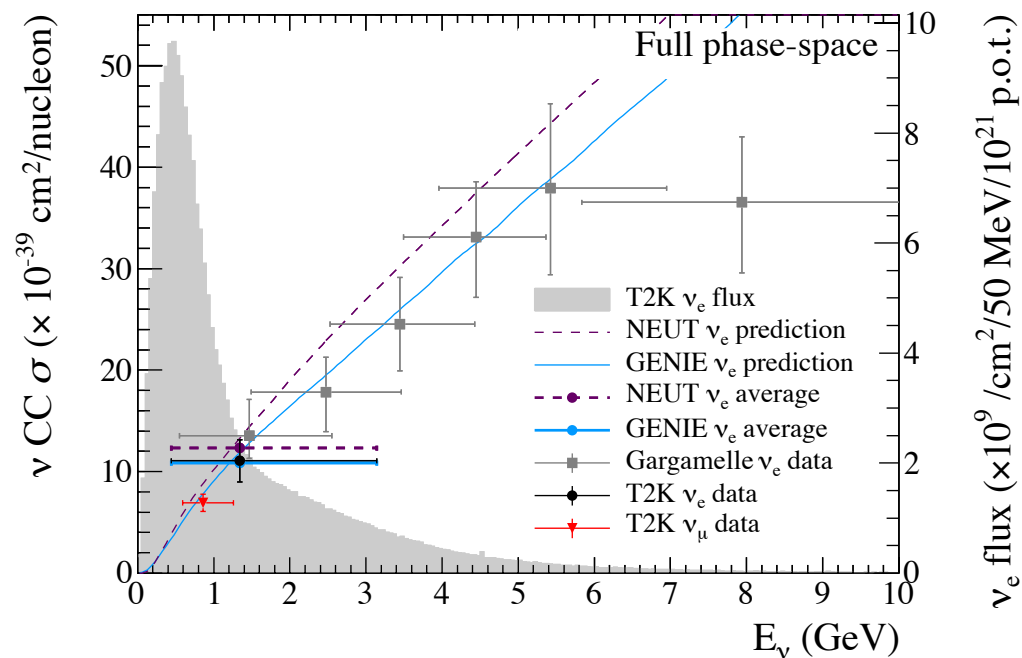 Full phase-space
ν CC σ (× 10⁻³⁹ cm²/nucleon)
50
40
30
20
10
0
10
8
6
4
2
0
νₑ flux (×10⁹ /cm²/50 MeV/10²¹ p.o.t.)
T2K νₑ flux
NEUT νₑ prediction
GENIE νₑ prediction
NEUT νₑ average
GENIE νₑ average
Gargamelle νₑ data
T2K νₑ data
T2K ν_μ data
0 1 2 3 4 5 6 7 8 9 10
E_ν (GeV)